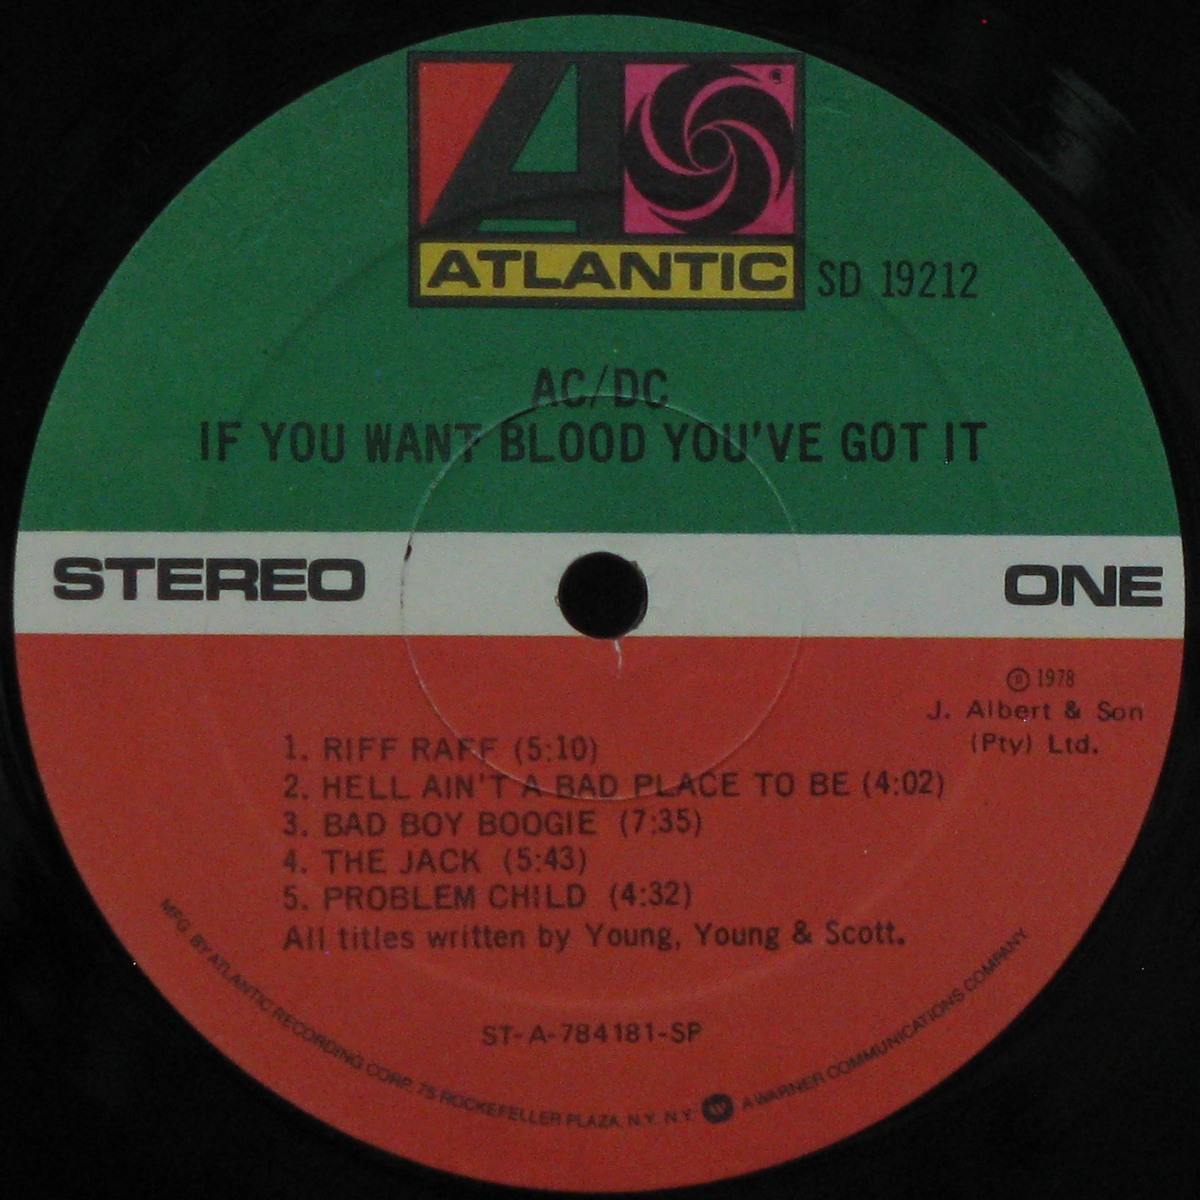 ATLANTIC
SD 19212
AC/DC
IF YOU WANT BLOOD YOU'VE GOT IT
STEREO
ONE
Ⓟ 1978
J. Albert & Son
(Pty) Ltd.
1. RIFF RAFF (5:10)
2. HELL AIN'T A BAD PLACE TO BE (4:02)
3. BAD BOY BOOGIE (7:35)
4. THE JACK (5:43)
5. PROBLEM CHILD (4:32)
All titles written by Young, Young & Scott.
ST-A-784181-SP
MFG. BY ATLANTIC RECORDING CORP. 75 ROCKEFELLER PLAZA, N.Y. N.Y. A WARNER COMMUNICATIONS COMPANY